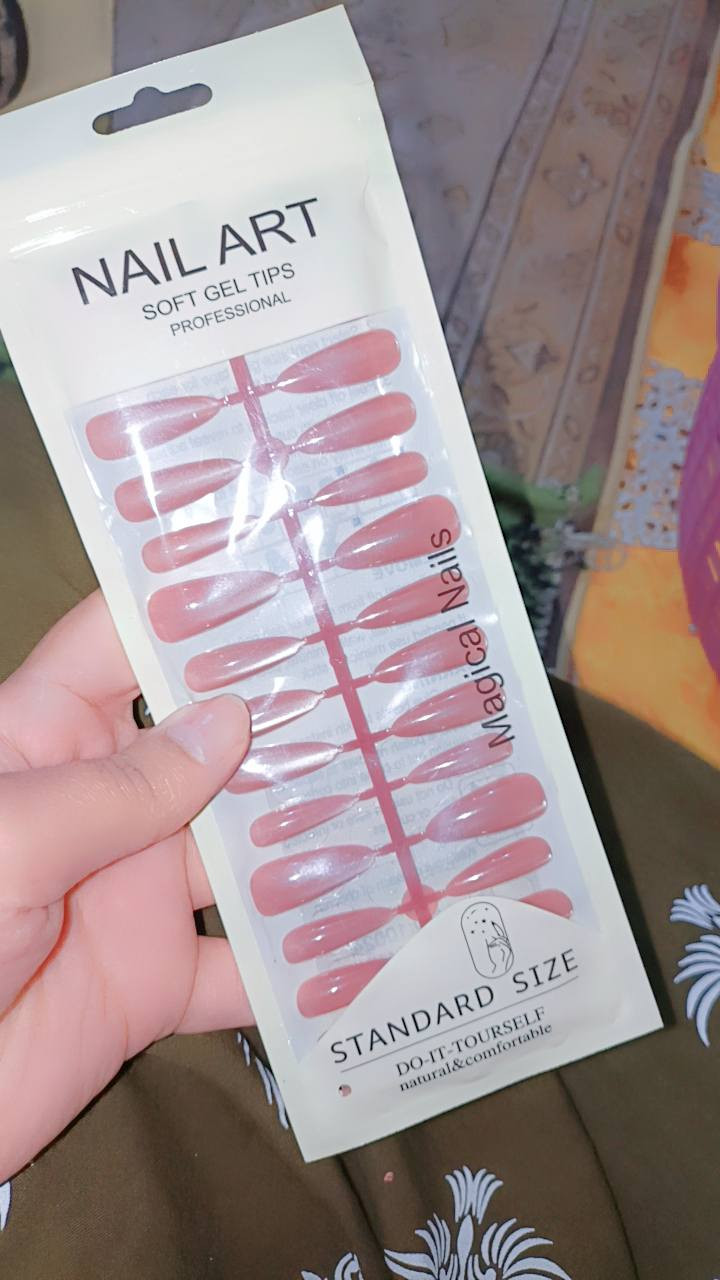 NAIL ART
SOFT GEL TIPS
PROFESSIONAL
Magical Nails
STANDARD SIZE
DO-IT-TOURSELF
natural&comfortable